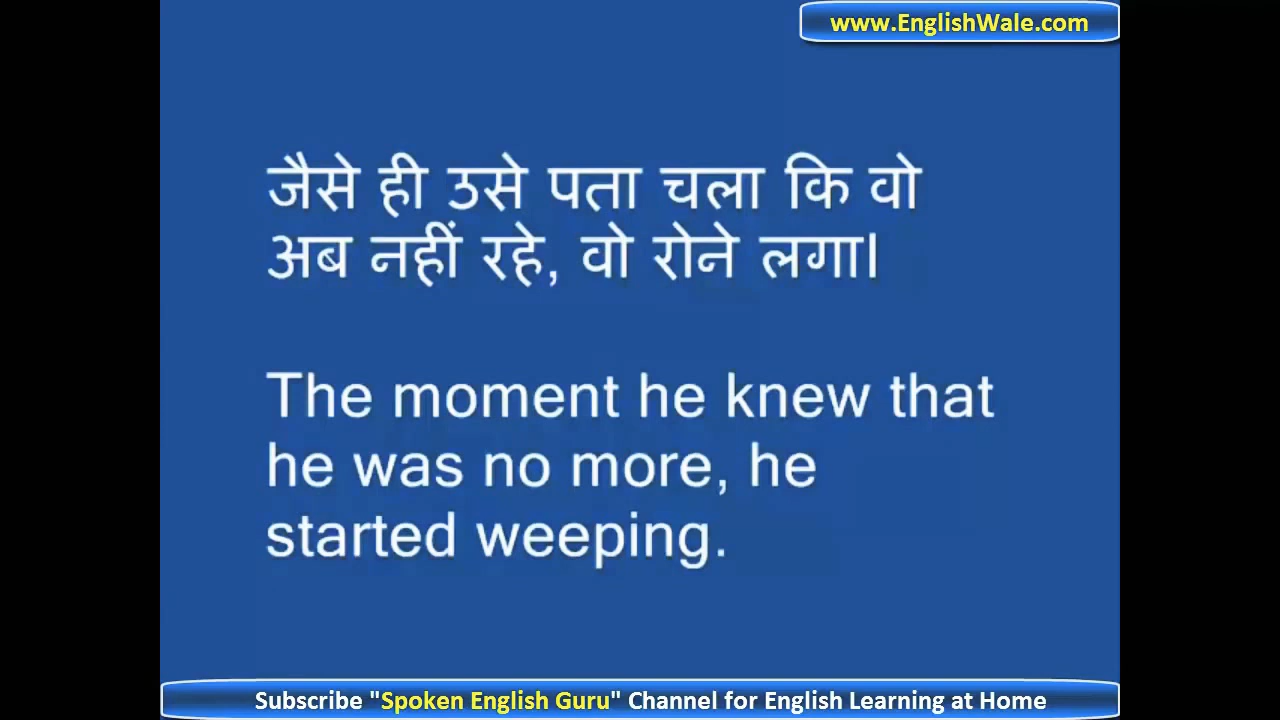 www.EnglishWale.com
जैसे ही उसे पता चला कि वो
अब नहीं रहे, वो रोने लगा।
The moment he knew that
he was no more, he
started weeping.
Subscribe "Spoken English Guru" Channel for English Learning at Home